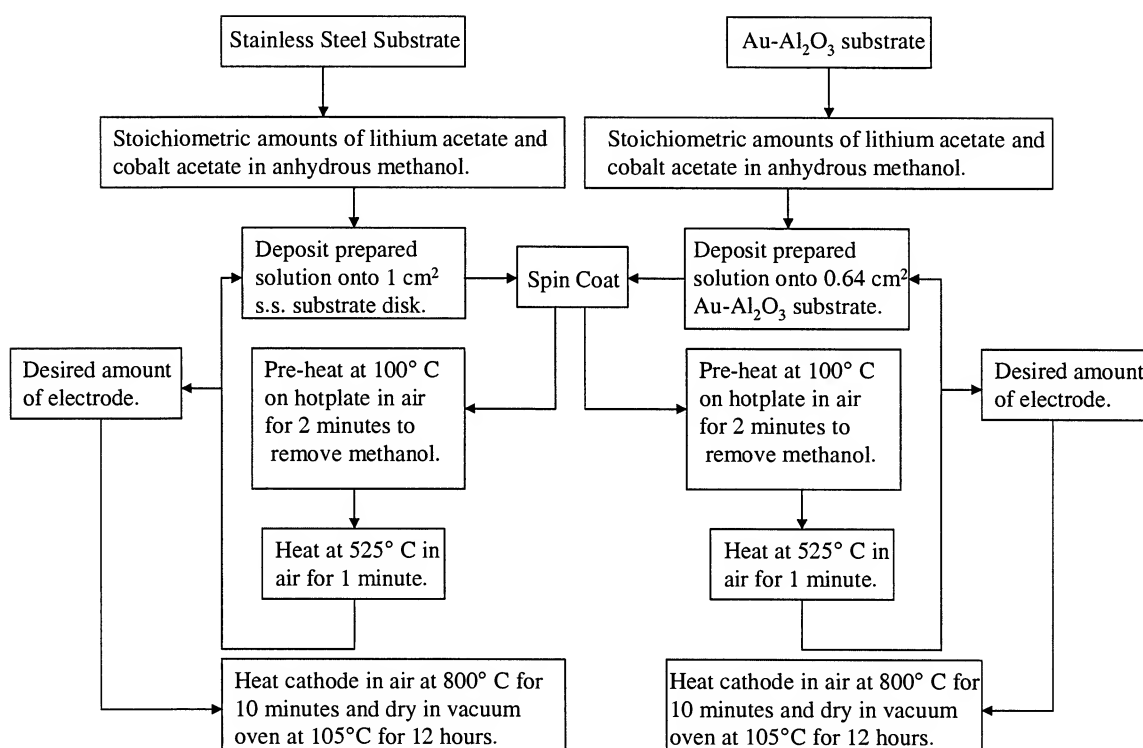 Stainless Steel Substrate
Au-Al₂O₃ substrate
Stoichiometric amounts of lithium acetate and
cobalt acetate in anhydrous methanol.
Stoichiometric amounts of lithium acetate and
cobalt acetate in anhydrous methanol.
Deposit prepared
solution onto 1 cm²
s.s. substrate disk.
Spin Coat
Deposit prepared
solution onto 0.64 cm²
Au-Al₂O₃ substrate.
Desired amount
of electrode.
Pre-heat at 100° C
on hotplate in air
for 2 minutes to
remove methanol.
Pre-heat at 100° C
on hotplate in air
for 2 minutes to
remove methanol.
Desired amount
of electrode.
Heat at 525° C in
air for 1 minute.
Heat at 525° C in
air for 1 minute.
Heat cathode in air at 800° C for
10 minutes and dry in vacuum
oven at 105°C for 12 hours.
Heat cathode in air at 800° C for
10 minutes and dry in vacuum
oven at 105°C for 12 hours.